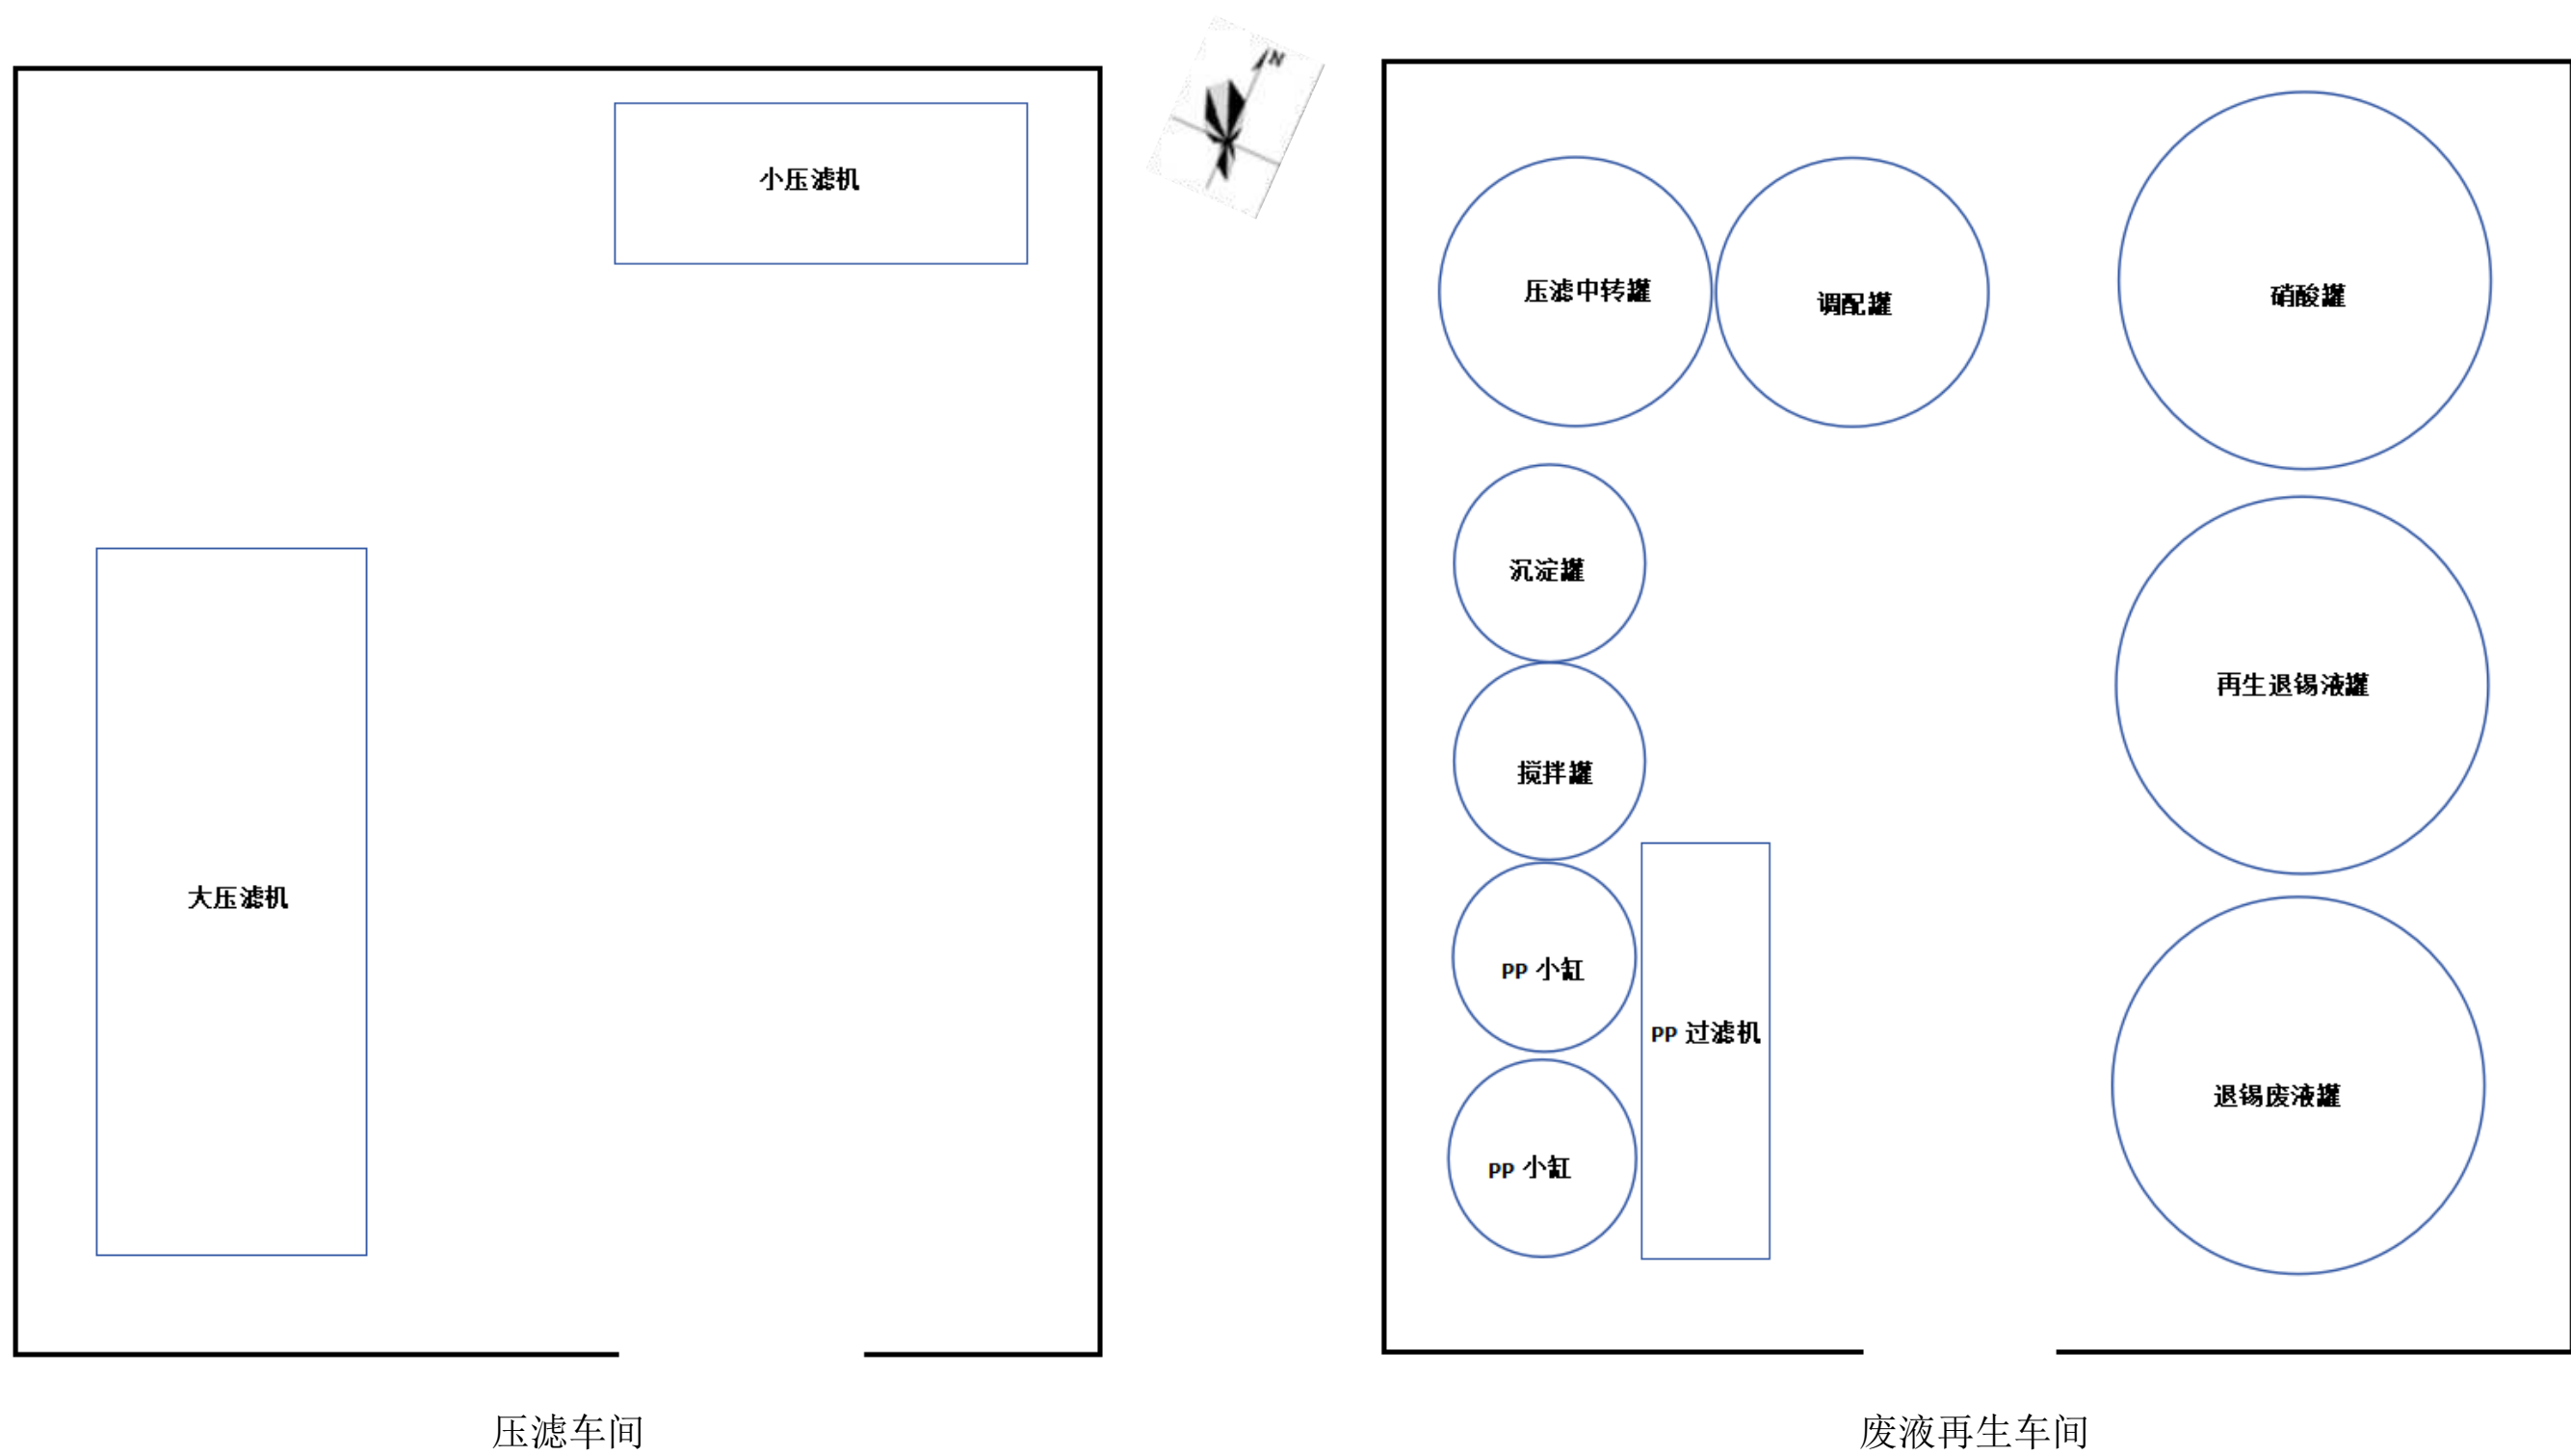 N
小压滤机
大压滤机
压滤车间
压滤中转罐
调配罐
硝酸罐
沉淀罐
再生退锡液罐
搅拌罐
PP 小缸
PP 过滤机
退锡废液罐
PP 小缸
废液再生车间